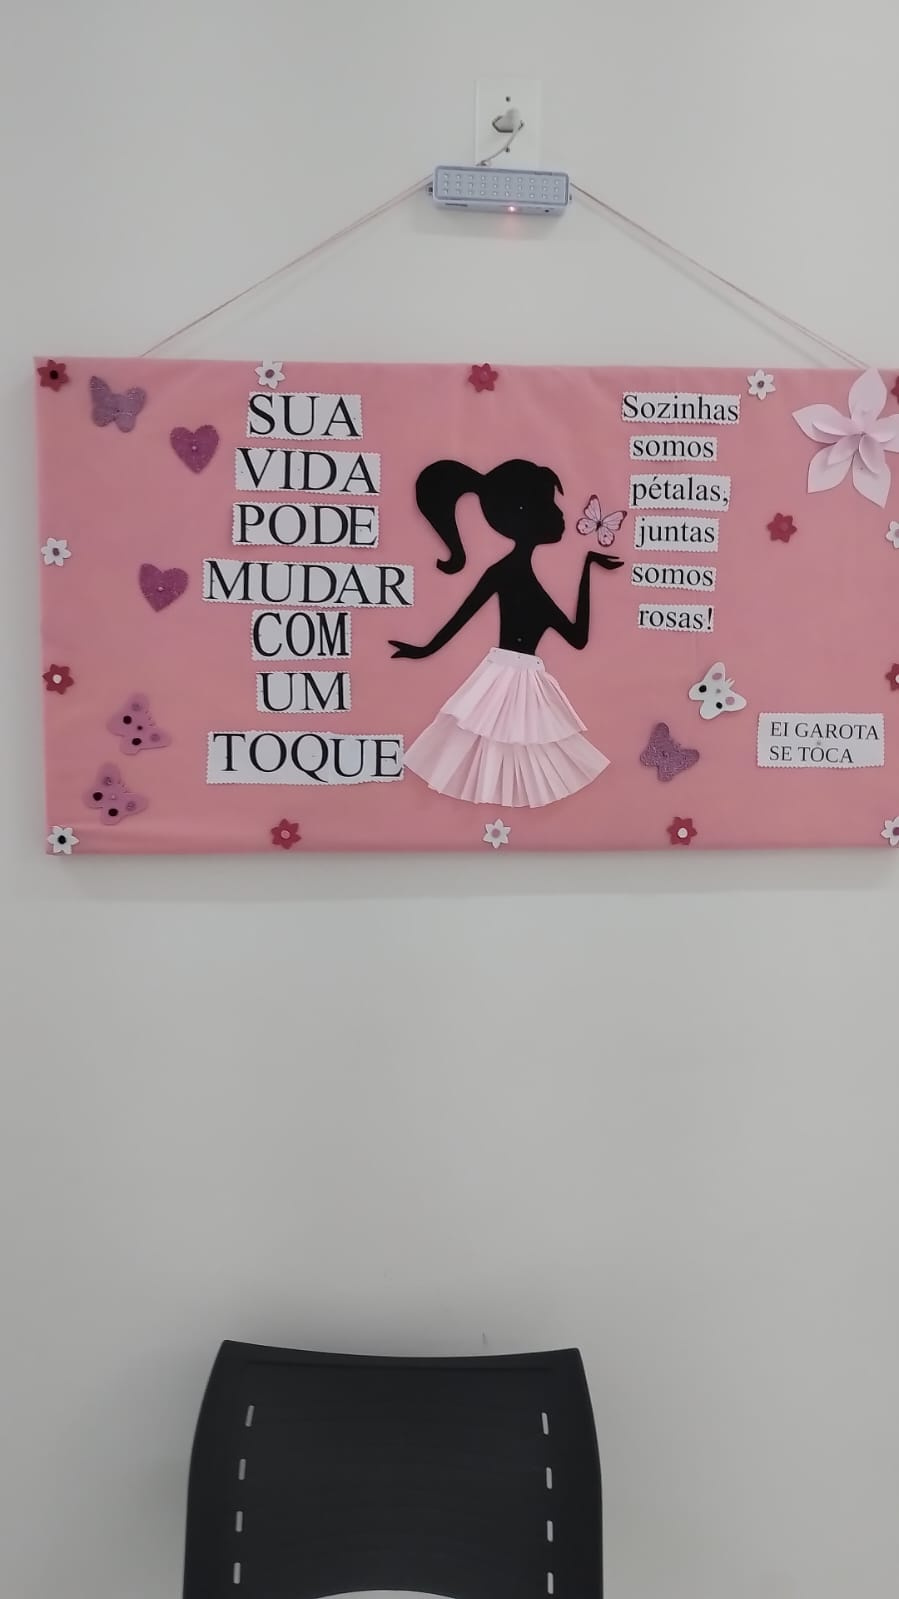 SUA
VIDA
PODE
MUDAR
COM
UM
TOQUE
Sozinhas
somos
pétalas,
juntas
somos
rosas!
EI GAROTA
SE TOCA